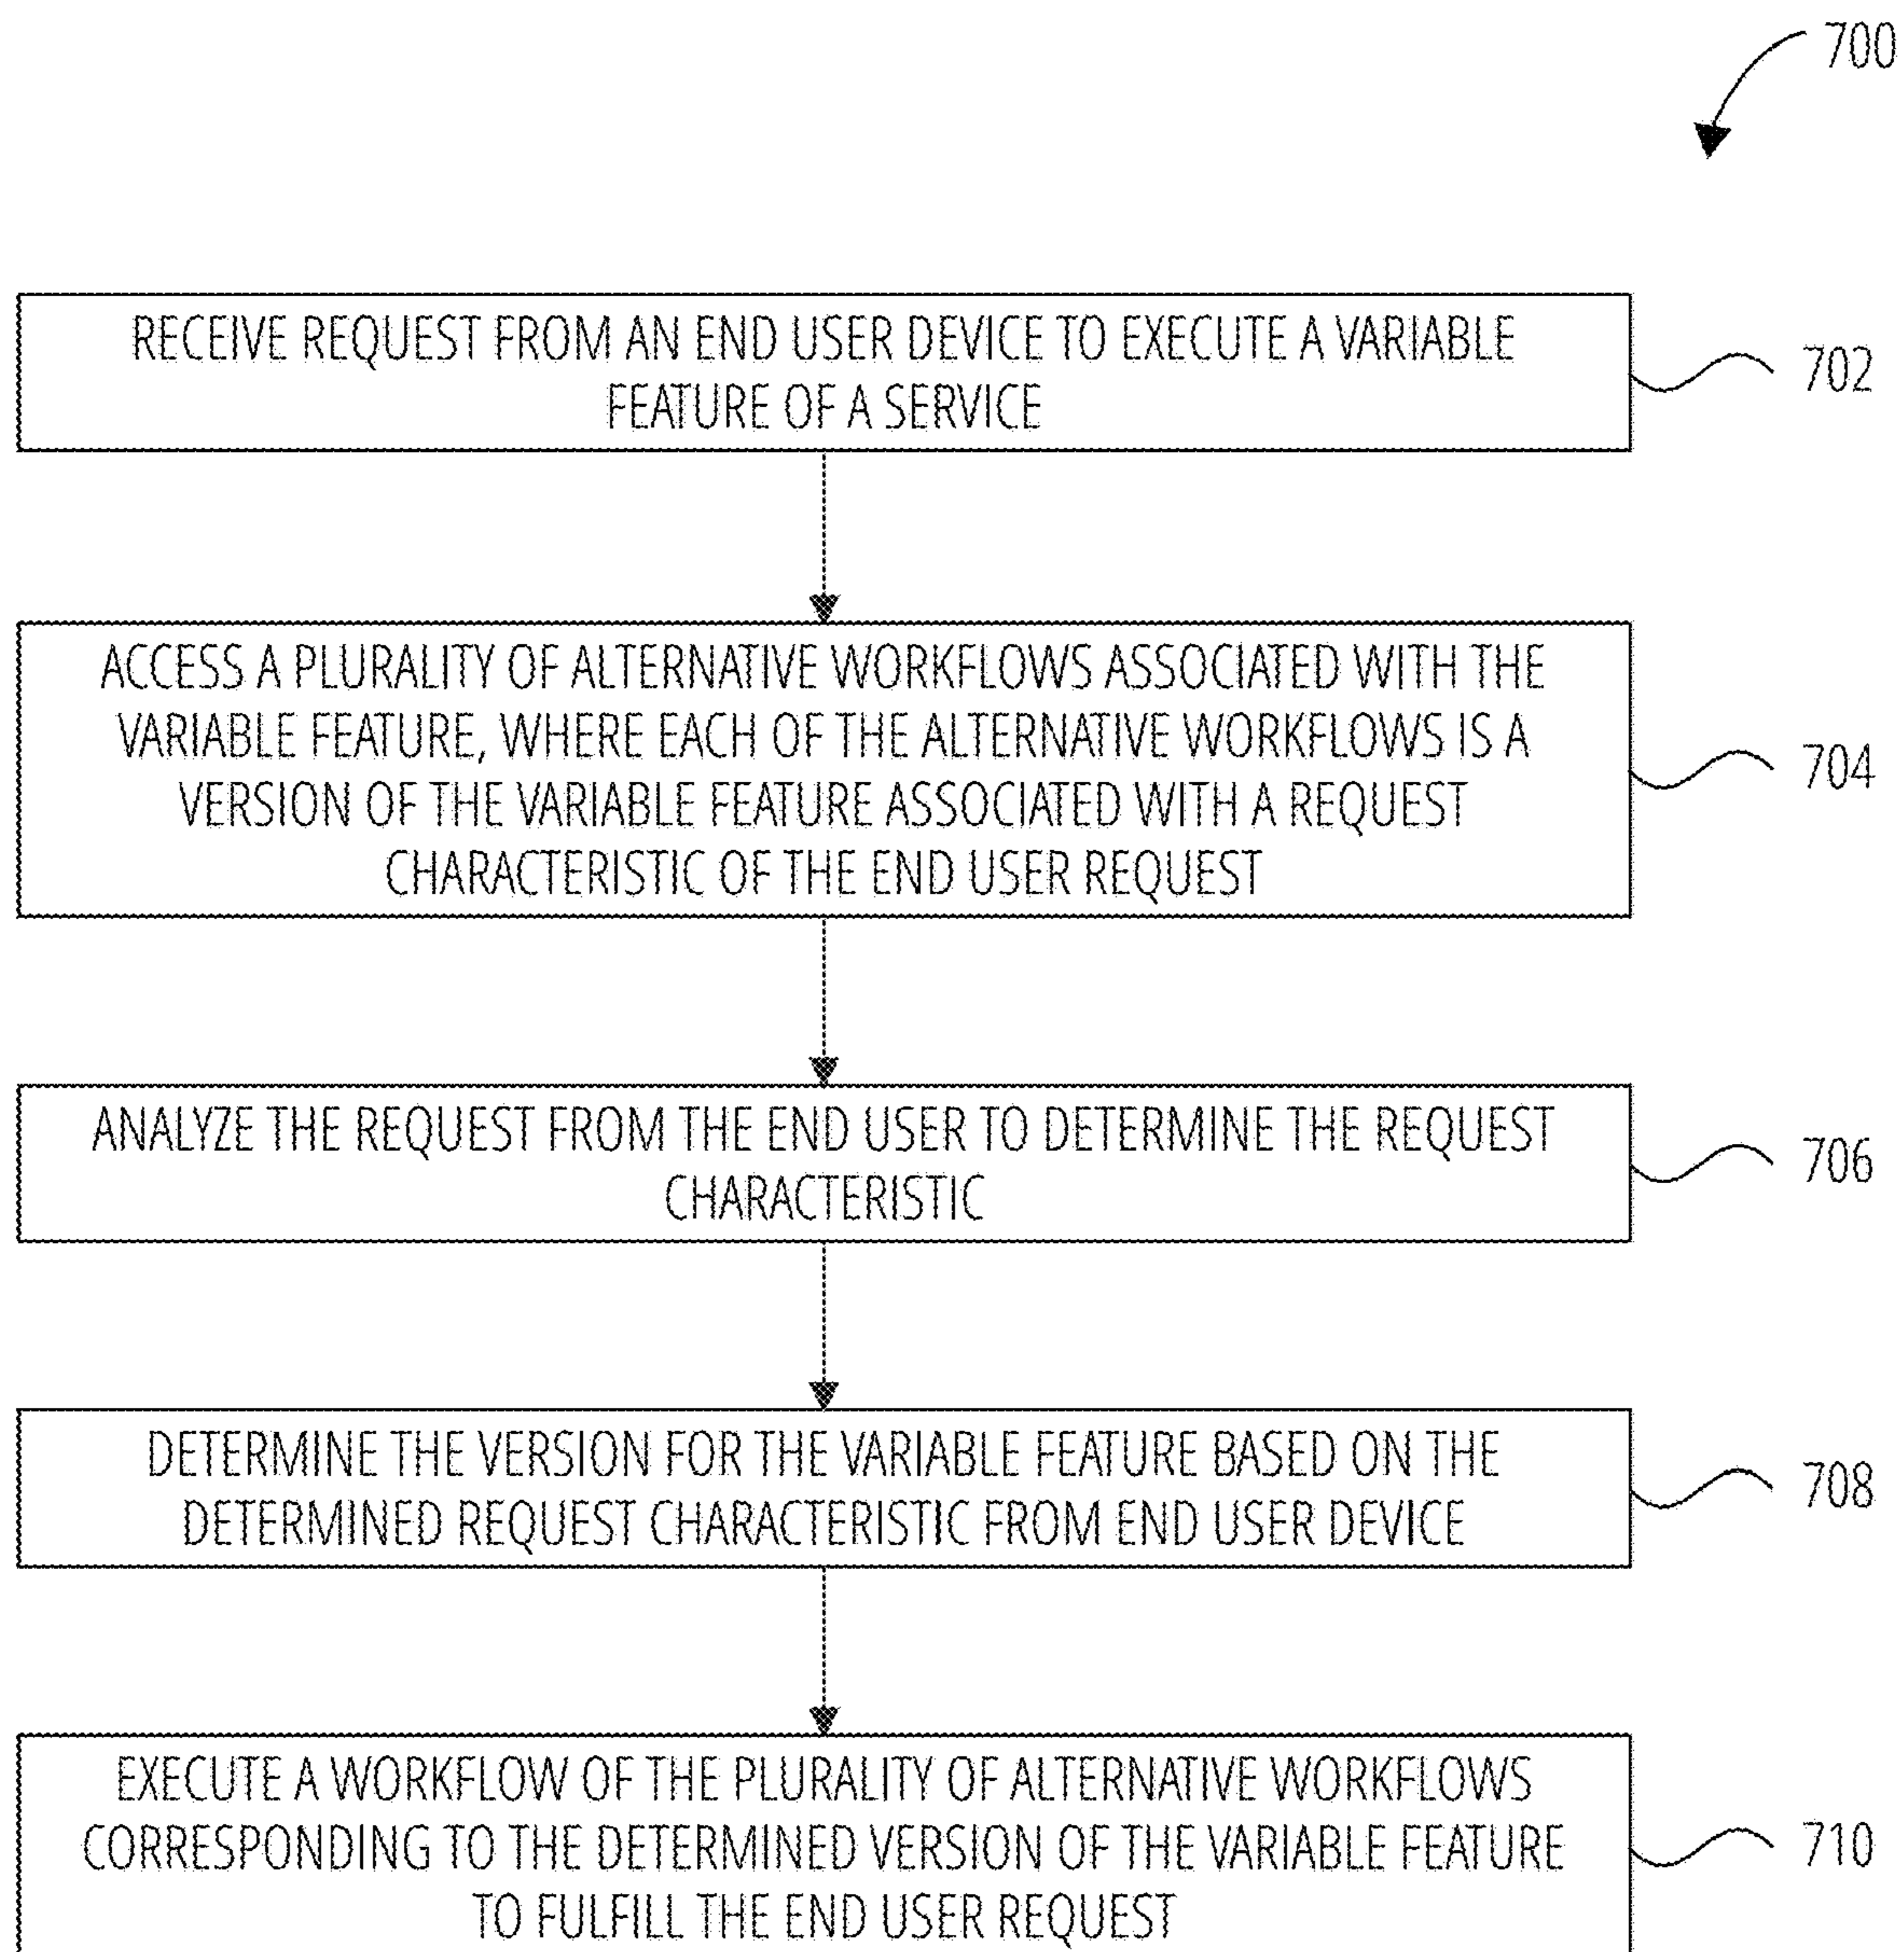 700
RECEIVE REQUEST FROM AN END USER DEVICE TO EXECUTE A VARIABLE
FEATURE OF A SERVICE
702
ACCESS A PLURALITY OF ALTERNATIVE WORKFLOWS ASSOCIATED WITH THE
VARIABLE FEATURE, WHERE EACH OF THE ALTERNATIVE WORKFLOWS IS A
VERSION OF THE VARIABLE FEATURE ASSOCIATED WITH A REQUEST
CHARACTERISTIC OF THE END USER REQUEST
704
ANALYZE THE REQUEST FROM THE END USER TO DETERMINE THE REQUEST
CHARACTERISTIC
706
DETERMINE THE VERSION FOR THE VARIABLE FEATURE BASED ON THE
DETERMINED REQUEST CHARACTERISTIC FROM END USER DEVICE
708
EXECUTE A WORKFLOW OF THE PLURALITY OF ALTERNATIVE WORKFLOWS
CORRESPONDING TO THE DETERMINED VERSION OF THE VARIABLE FEATURE
TO FULFILL THE END USER REQUEST
710